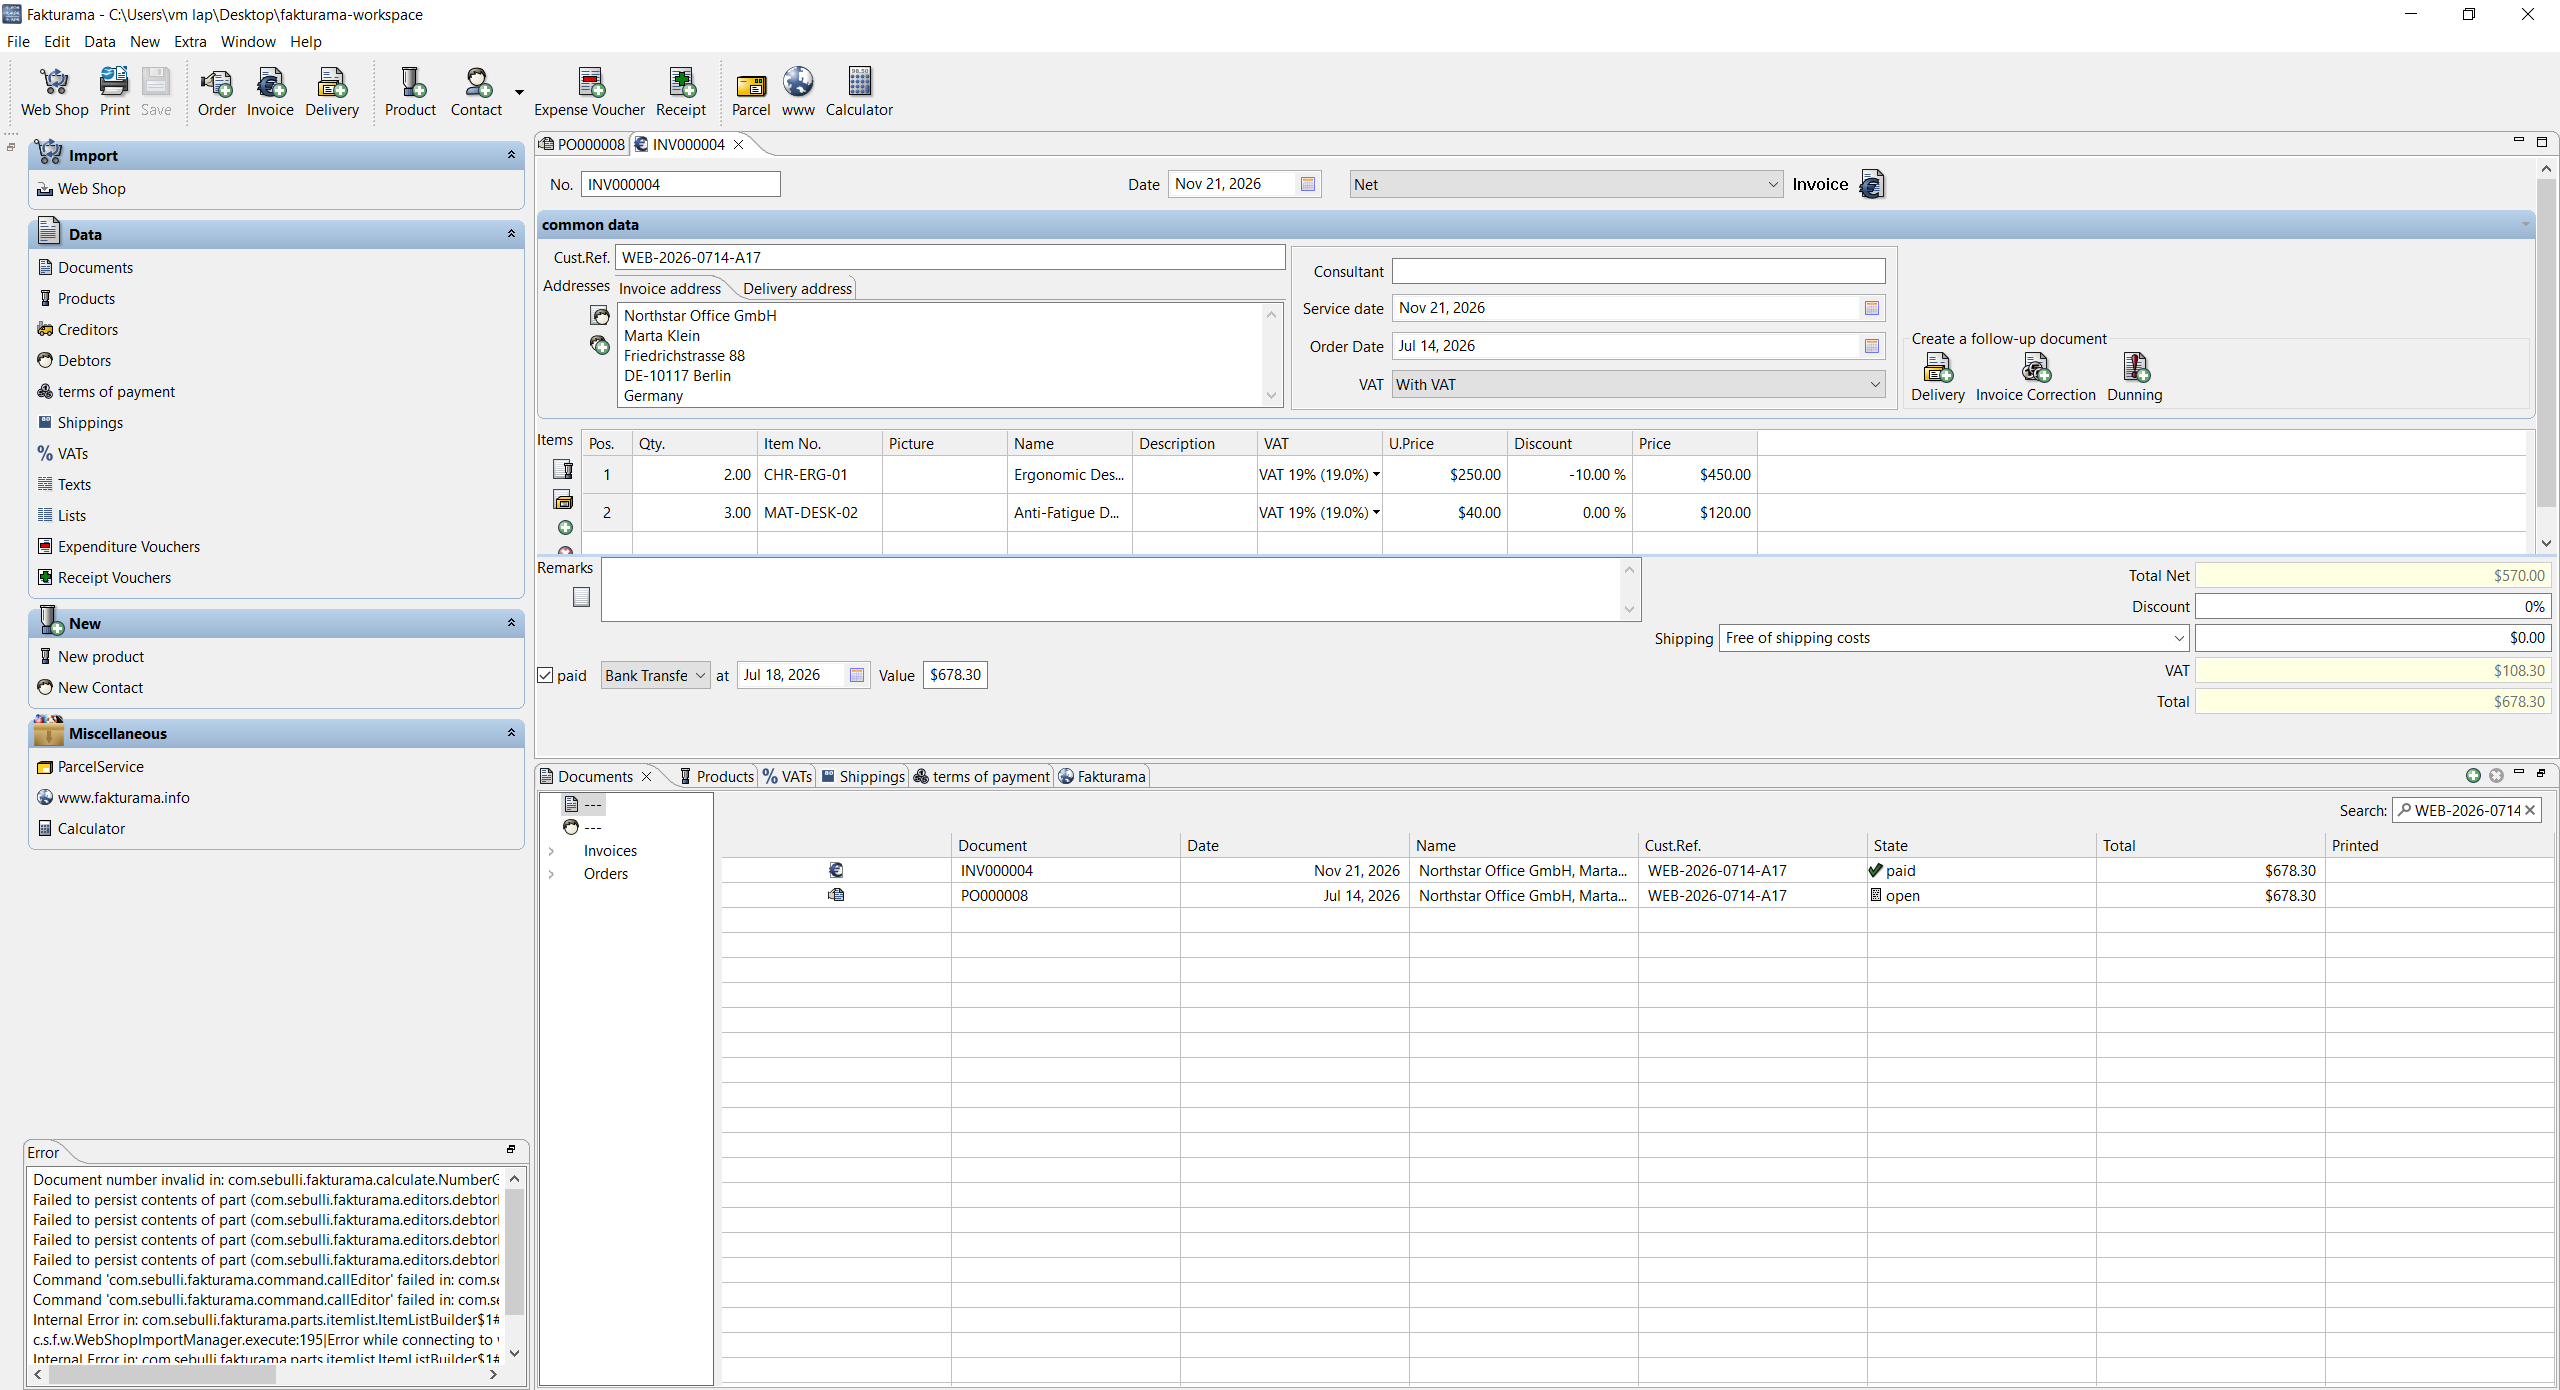 Fakturama - C:\Users\vm lap\Desktop\fakturama-workspace
File Edit Data New Extra Window Help
Web Shop Print Save Order Invoice Delivery Product Contact Expense Voucher Receipt Parcel www Calculator
Import
Web Shop
Data
Documents
Products
Creditors
Debtors
terms of payment
Shippings
VATs
Texts
Lists
Expenditure Vouchers
Receipt Vouchers
New
New product
New Contact
Miscellaneous
ParcelService
www.fakturama.info
Calculator
Error
Document number invalid in: com.sebulli.fakturama.calculate.NumberG
Failed to persist contents of part (com.sebulli.fakturama.editors.debtor
Failed to persist contents of part (com.sebulli.fakturama.editors.debtor
Failed to persist contents of part (com.sebulli.fakturama.editors.debtor
Failed to persist contents of part (com.sebulli.fakturama.editors.debtor
Command 'com.sebulli.fakturama.command.callEditor' failed in: com.se
Command 'com.sebulli.fakturama.command.callEditor' failed in: com.se
Internal Error in: com.sebulli.fakturama.parts.itemlist.ItemListBuilder$1#
c.s.f.w.WebShopImportManager.execute:195|Error while connecting to
Internal Error in: com.sebulli.fakturama.parts.itemlist.ItemListBuilder$1#
PO000008 INV000004
No. INV000004 Date Nov 21, 2026 Net Invoice
common data
Cust.Ref. WEB-2026-0714-A17
Addresses Invoice address Delivery address
Northstar Office GmbH
Marta Klein
Friedrichstrasse 88
DE-10117 Berlin
Germany
Consultant
Service date Nov 21, 2026
Order Date Jul 14, 2026
VAT With VAT
Create a follow-up document
Delivery Invoice Correction Dunning
Items Pos. Qty. Item No. Picture Name Description VAT U.Price Discount Price
1 2.00 CHR-ERG-01 Ergonomic Des... VAT 19% (19.0%) $250.00 -10.00 % $450.00
2 3.00 MAT-DESK-02 Anti-Fatigue D... VAT 19% (19.0%) $40.00 0.00 % $120.00
Remarks
Total Net $570.00
Discount 0%
Shipping Free of shipping costs $0.00
VAT $108.30
Total $678.30
paid Bank Transfe at Jul 18, 2026 Value $678.30
Documents Products VATs Shippings terms of payment Fakturama
---
---
Invoices
Orders
Search: WEB-2026-0714
Document Date Name Cust.Ref. State Total Printed
INV000004 Nov 21, 2026 Northstar Office GmbH, Marta... WEB-2026-0714-A17 paid $678.30
PO000008 Jul 14, 2026 Northstar Office GmbH, Marta... WEB-2026-0714-A17 open $678.30